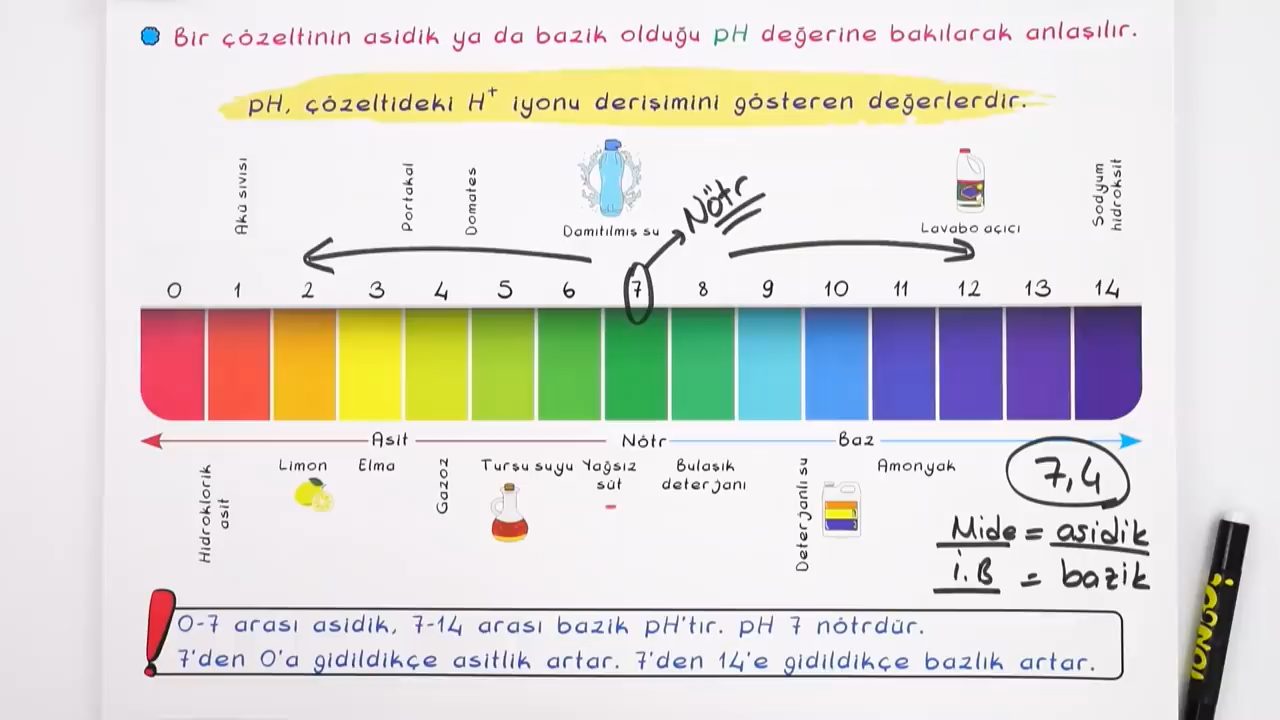 Bir çözeltinin asidik ya da bazik olduğu pH değerine bakılarak anlaşılır.
pH, çözeltideki H⁺ iyonu derişimini gösteren değerlerdir.
Akü sıvısı
Portakal
Domates
Damıtılmış su
Nötr
Lavabo açıcı
Sodyum
hidroksit
0 1 2 3 4 5 6 7 8 9 10 11 12 13 14
Asit Nötr Baz
Hidroklorik
asit
Limon
Elma
Gazoz
Turşu suyu
Yağsız
süt
Bulaşık
deterjanı
Deterjanlı su
Amonyak
7,4
Mide = asidik
İ.B = bazik
0-7 arası asidik, 7-14 arası bazik pH'tır. pH 7 nötrdür.
7'den 0'a gidildikçe asitlik artar. 7'den 14'e gidildikçe bazlık artar.